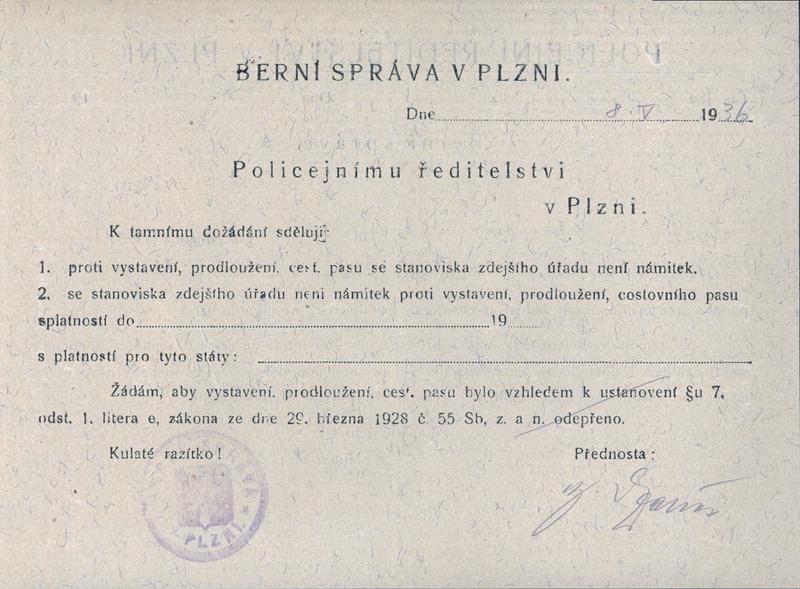 BERNÍ SPRÁVA V PLZNI.
Dne 8. V. 1936
Policejnímu ředitelstvi
v Plzni.
K tamnímu dožádání sděluji:
1. proti vystavení, prodloužení, cest. pasu se stanoviska zdejšího úřadu není námitek.
2. se stanoviska zdejšího úřadu neni námitek proti vystavení, prodloužení, costovního pasu
splatností do 19
s platností pro tyto státy:
Žádám, aby vystavení, prodloužení, cest. pasu bylo vzhledem k ustanovení §u 7,
odst. 1. litera e, zákona ze dne 29. března 1928 č 55 Sb, z. a n. odepřeno.
Kulaté razítko! Přednosta:
PLZNI.